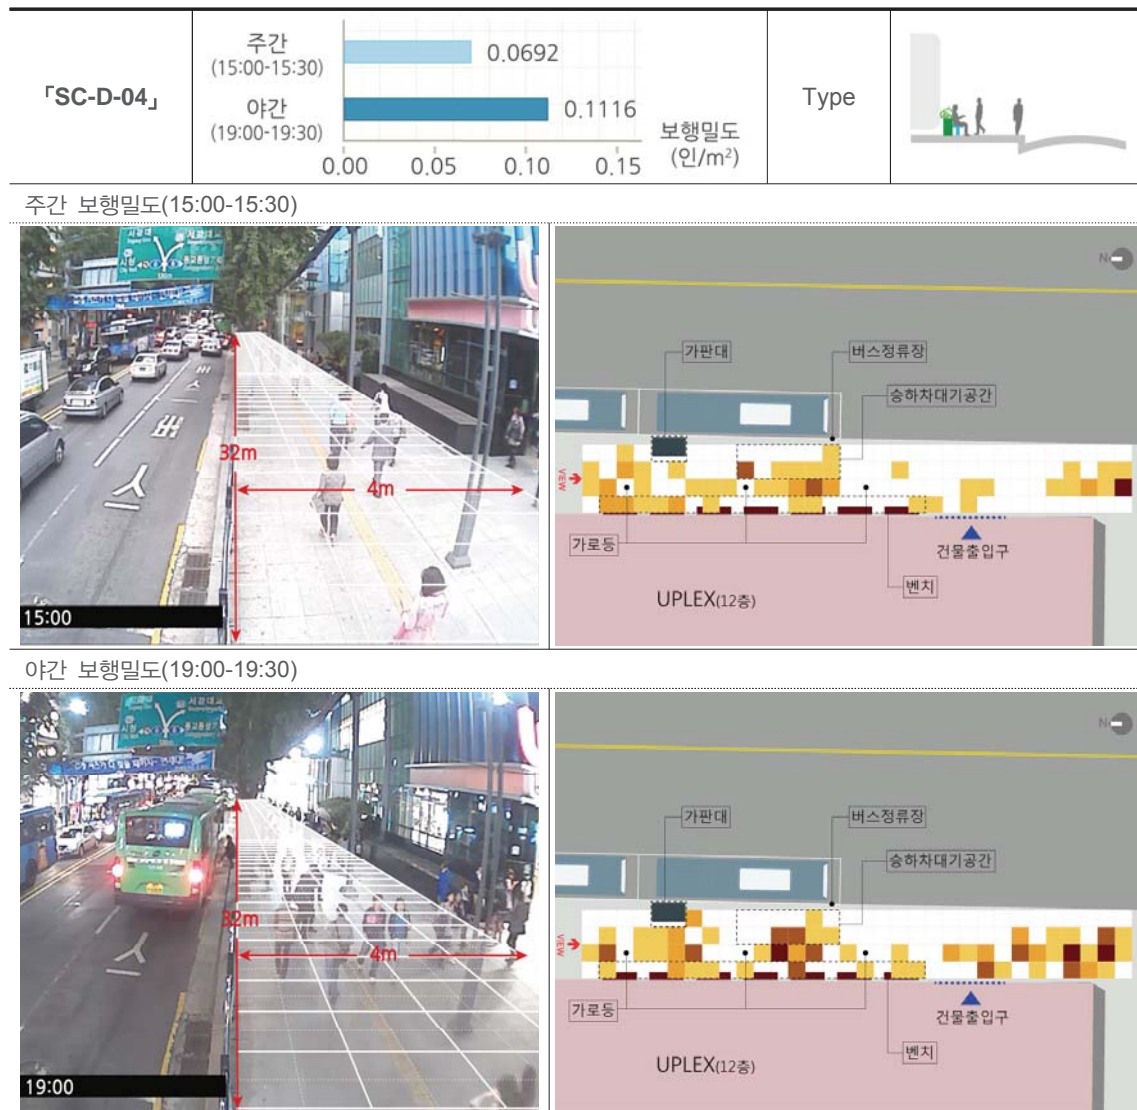 「SC-D-04」
주간
(15:00-15:30)
0.0692
야간
(19:00-19:30)
0.1116
0.00 0.05 0.10 0.15
보행밀도
(인/m²)
Type
주간 보행밀도(15:00-15:30)
32m
4m
15:00
N
가판대
버스정류장
승하차대기공간
VIEW
가로등
건물출입구
벤치
UPLEX(12층)
야간 보행밀도(19:00-19:30)
32m
4m
19:00
N
가판대
버스정류장
승하차대기공간
VIEW
가로등
건물출입구
벤치
UPLEX(12층)